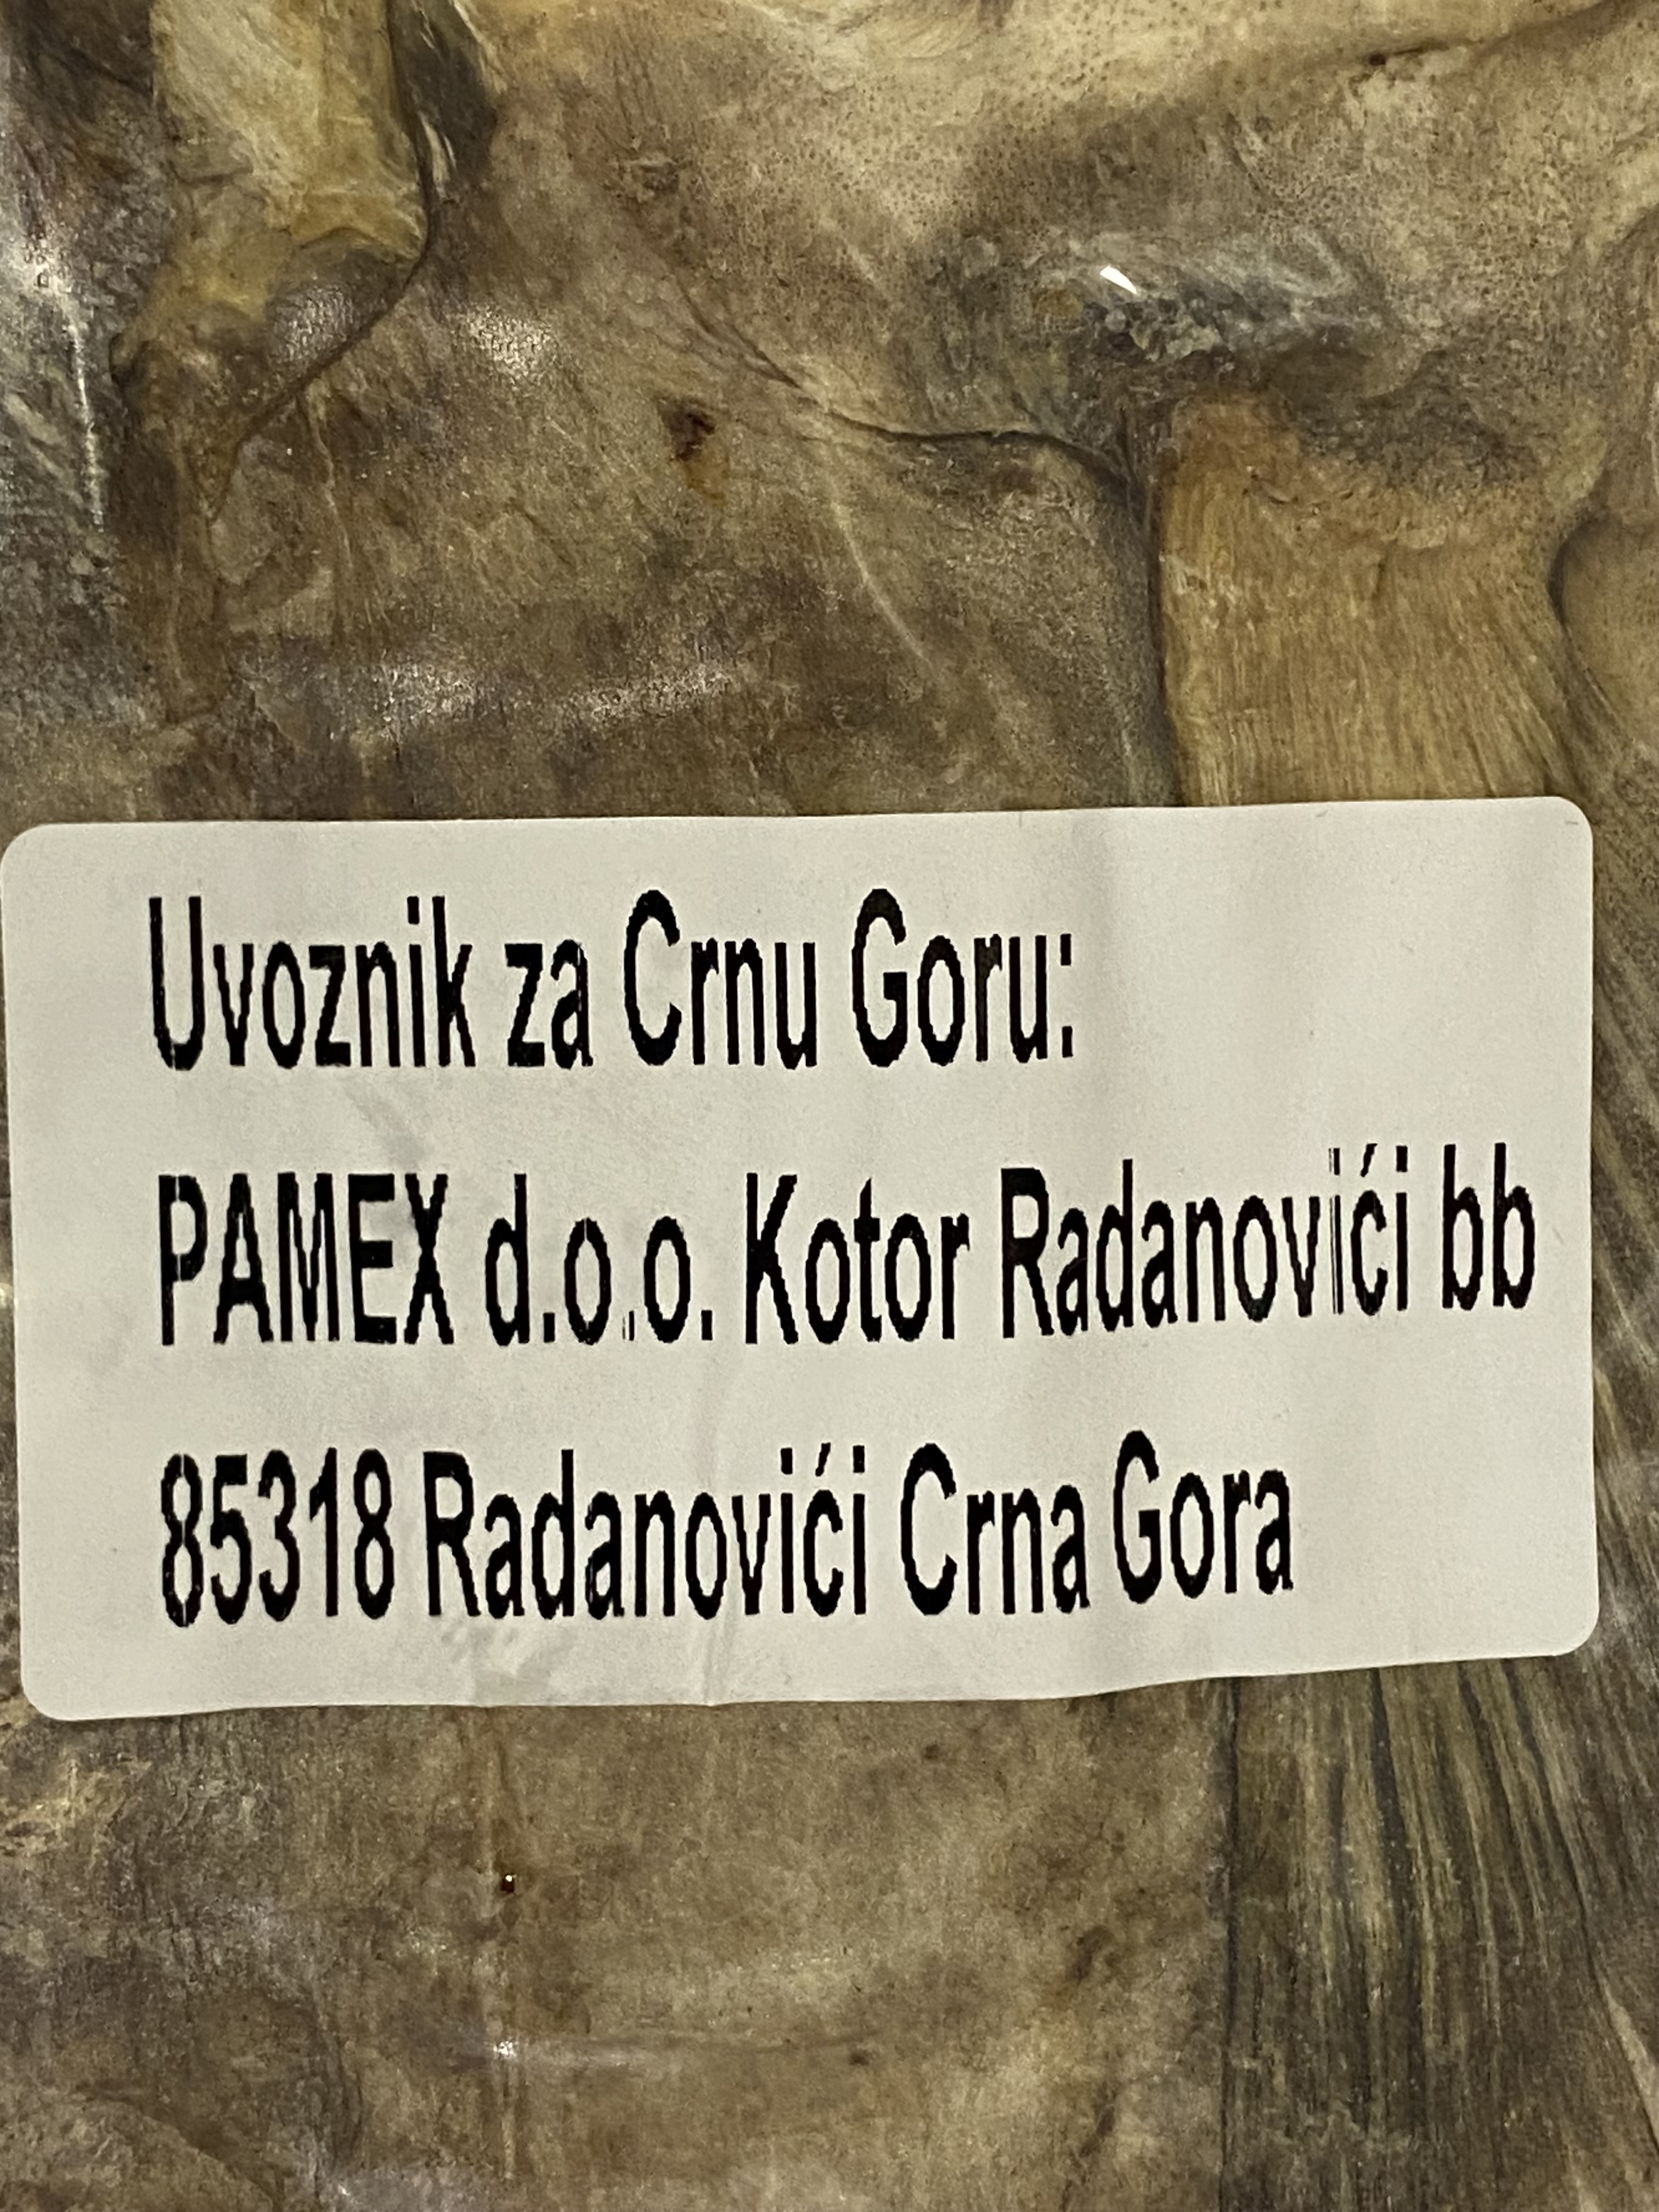 Uvoznik za Crnu Goru:
PAMEX d.o.o. Kotor Radanovići bb
85318 Radanovići Crna Gora